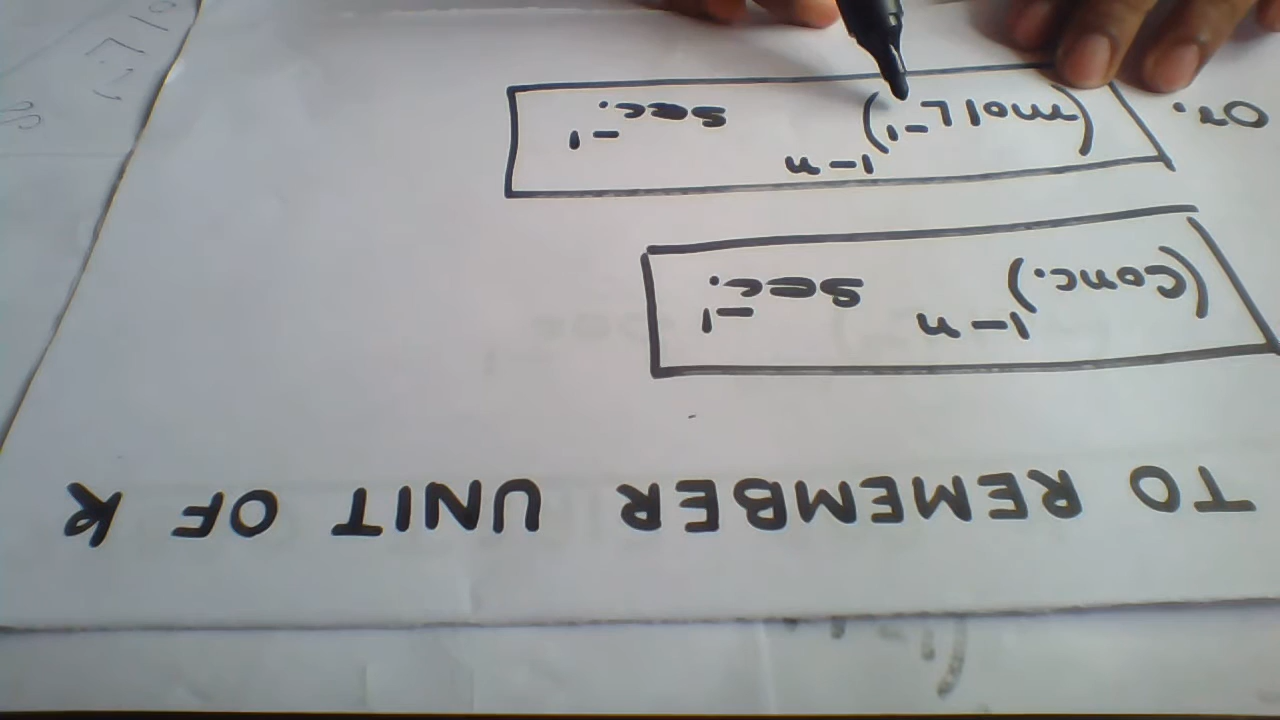 TO REMEMBER UNIT OF K
(conc.)¹⁻ⁿ sec.⁻¹
or. (mol L⁻¹)¹⁻ⁿ sec.⁻¹